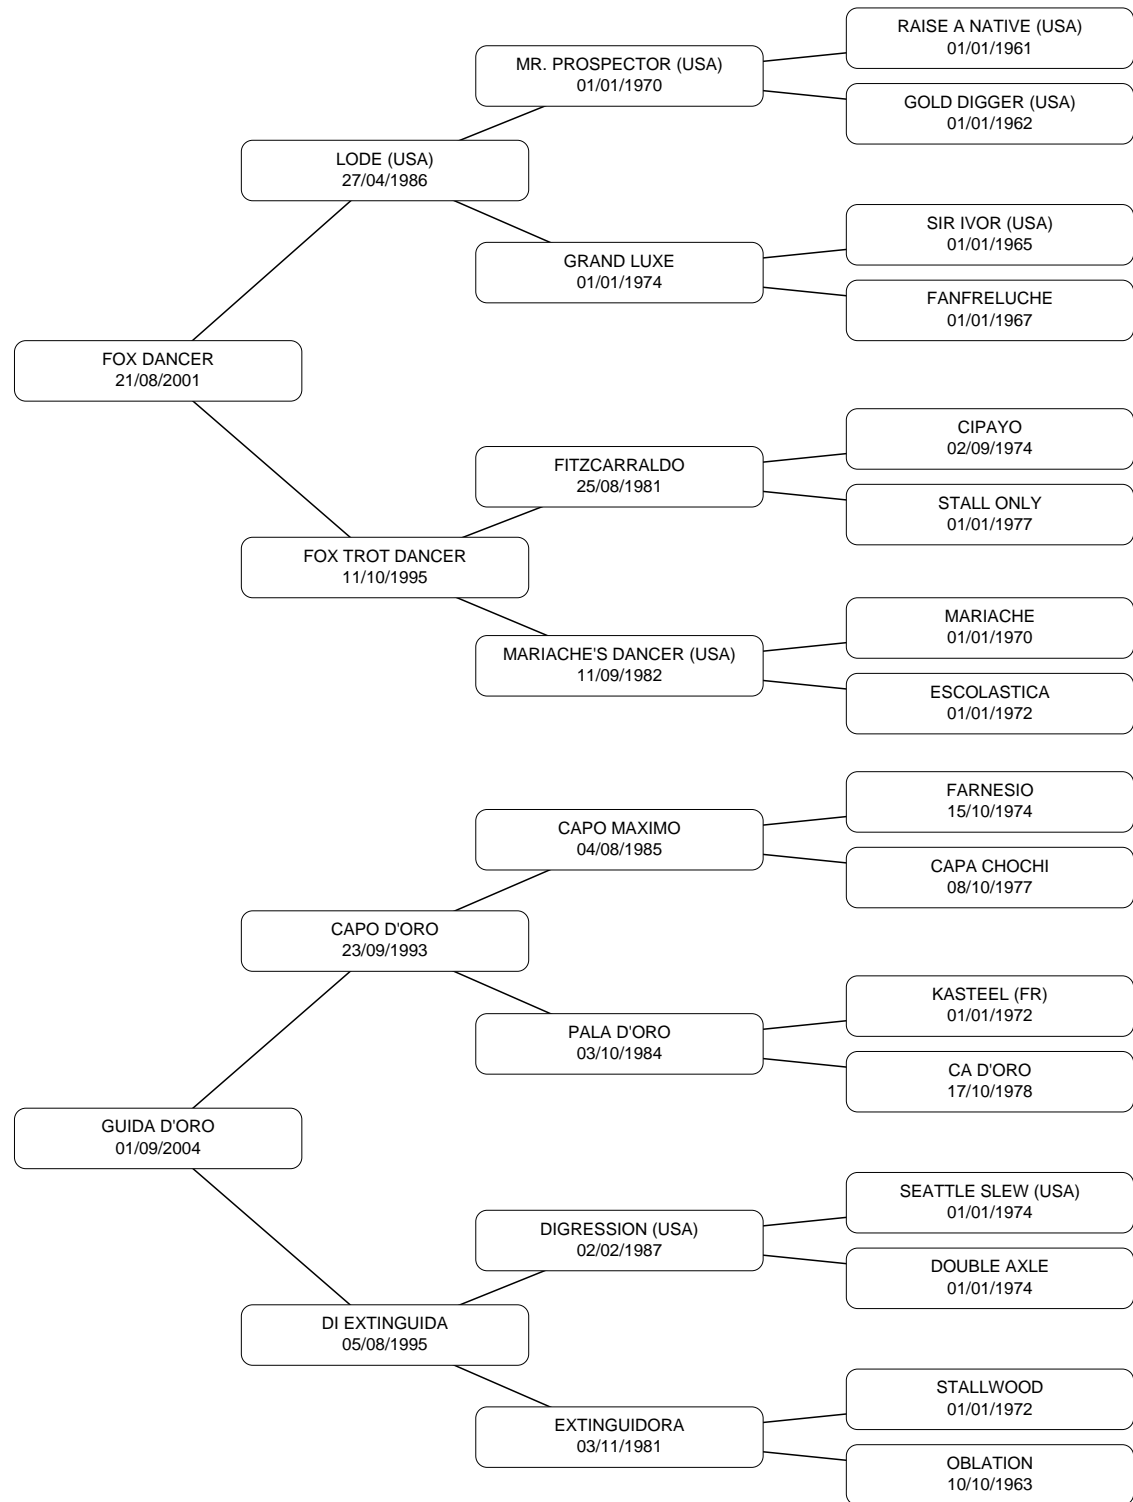 RAISE A NATIVE (USA)
01/01/1961
MR. PROSPECTOR (USA)
01/01/1970
GOLD DIGGER (USA)
01/01/1962
LODE (USA)
27/04/1986
SIR IVOR (USA)
01/01/1965
GRAND LUXE
01/01/1974
FANFRELUCHE
01/01/1967
FOX DANCER
21/08/2001
CIPAYO
02/09/1974
FITZCARRALDO
25/08/1981
STALL ONLY
01/01/1977
FOX TROT DANCER
11/10/1995
MARIACHE
01/01/1970
MARIACHE'S DANCER (USA)
11/09/1982
ESCOLASTICA
01/01/1972
FARNESIO
15/10/1974
CAPO MAXIMO
04/08/1985
CAPA CHOCHI
08/10/1977
CAPO D'ORO
23/09/1993
KASTEEL (FR)
01/01/1972
PALA D'ORO
03/10/1984
CA D'ORO
17/10/1978
GUIDA D'ORO
01/09/2004
SEATTLE SLEW (USA)
01/01/1974
DIGRESSION (USA)
02/02/1987
DOUBLE AXLE
01/01/1974
DI EXTINGUIDA
05/08/1995
STALLWOOD
01/01/1972
EXTINGUIDORA
03/11/1981
OBLATION
10/10/1963